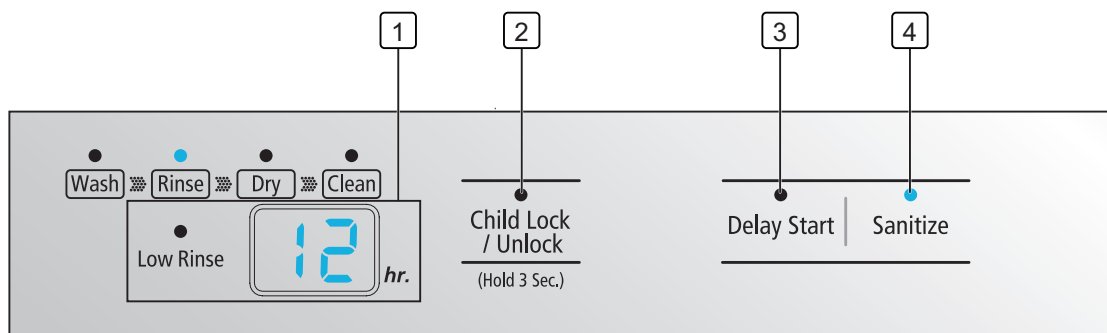 1 2 3 4
Wash Rinse Dry Clean
Low Rinse
12 hr.
Child Lock
/ Unlock
(Hold 3 Sec.)
Delay Start Sanitize